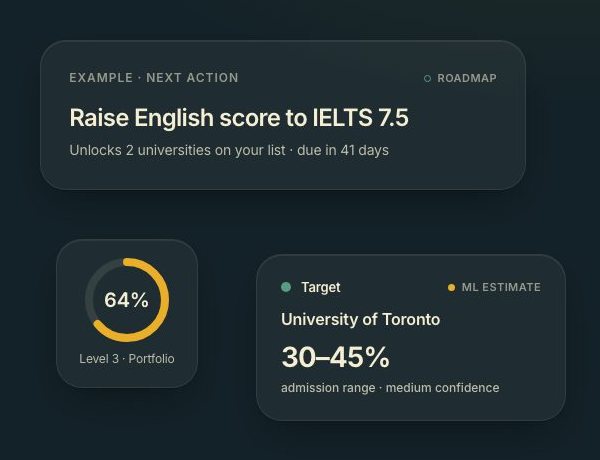 EXAMPLE · NEXT ACTION
ROADMAP
Raise English score to IELTS 7.5
Unlocks 2 universities on your list · due in 41 days
64%
Level 3 · Portfolio
Target
ML ESTIMATE
University of Toronto
30–45%
admission range · medium confidence